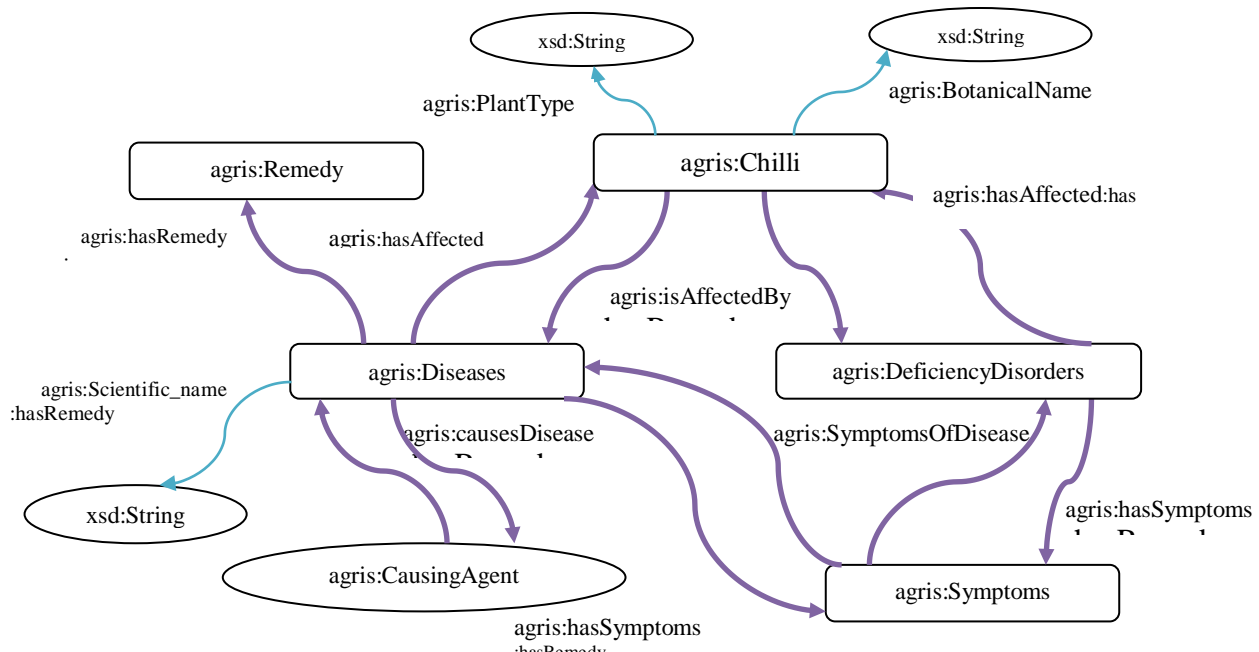 xsd:String
xsd:String
agris:PlantType
agris:BotanicalName
agris:Chilli
agris:Remedy
agris:hasAffected:has
agris:hasRemedy
agris:hasAffected
.
agris:isAffectedBy
agris:Diseases
agris:DeficiencyDisorders
agris:Scientific_name
:hasRemedy
agris:causesDisease
agris:SymptomsOfDisease
xsd:String
agris:hasSymptoms
agris:CausingAgent
agris:Symptoms
agris:hasSymptoms
:hasRemedy